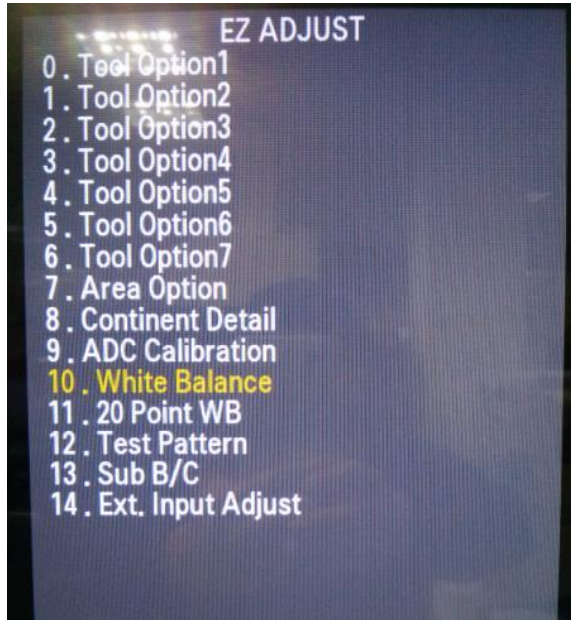 EZ ADJUST
0 . Tool Option1
1 . Tool Option2
2 . Tool Option3
3 . Tool Option4
4 . Tool Option5
5 . Tool Option6
6 . Tool Option7
7 . Area Option
8 . Continent Detail
9 . ADC Calibration
10 . White Balance
11 . 20 Point WB
12 . Test Pattern
13 . Sub B/C
14 . Ext. Input Adjust